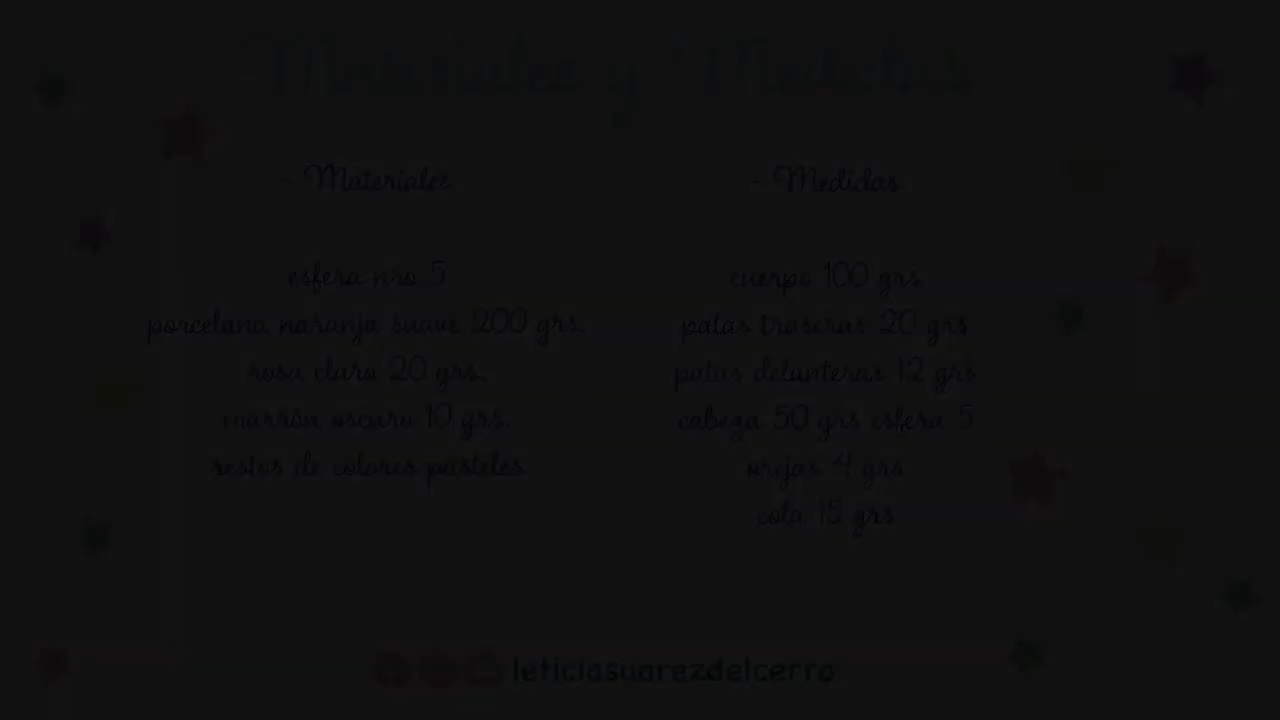 Materiales y Medidas
- Materiales
esfera nro 5
porcelana naranja suave 200 grs.
rosa claro 20 grs.
marrón oscuro 10 grs.
restos de colores pasteles
- Medidas
cuerpo 100 grs
patas traseras 20 grs
patas delanteras 12 grs
cabeza 50 grs esfera 5
orejas 4 grs
cola 15 grs
leticiasuarezdelcerro